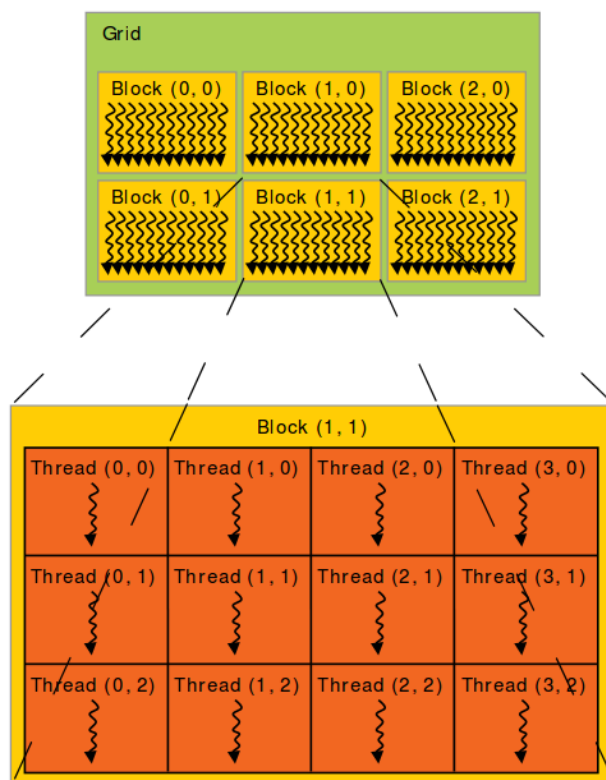 Grid
Block (0, 0) Block (1, 0) Block (2, 0)
Block (0, 1) Block (1, 1) Block (2, 1)
Block (1, 1)
Thread (0, 0) Thread (1, 0) Thread (2, 0) Thread (3, 0)
Thread (0, 1) Thread (1, 1) Thread (2, 1) Thread (3, 1)
Thread (0, 2) Thread (1, 2) Thread (2, 2) Thread (3, 2)